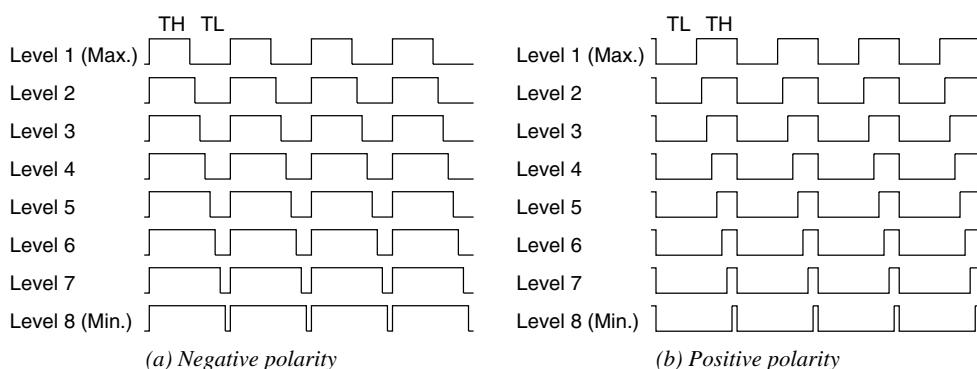 TH TL
Level 1 (Max.)
Level 2
Level 3
Level 4
Level 5
Level 6
Level 7
Level 8 (Min.)
(a) Negative polarity
TL TH
Level 1 (Max.)
Level 2
Level 3
Level 4
Level 5
Level 6
Level 7
Level 8 (Min.)
(b) Positive polarity